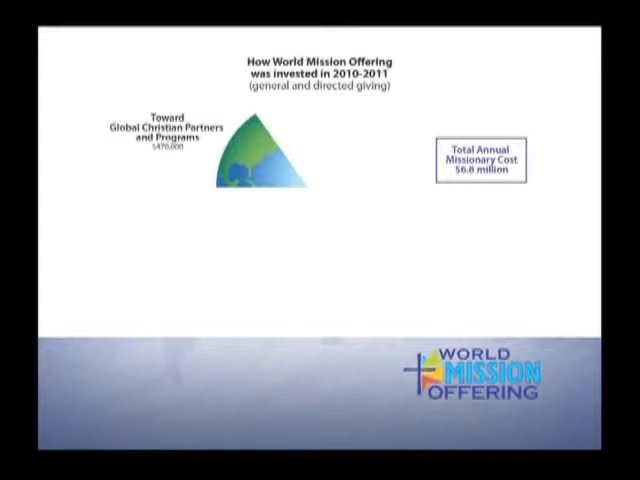 How World Mission Offering
was invested in 2010-2011
(general and directed giving)
Toward
Global Christian Partners
and Programs
$470,000
Total Annual
Missionary Cost
$6.8 million
WORLD
MISSION
OFFERING